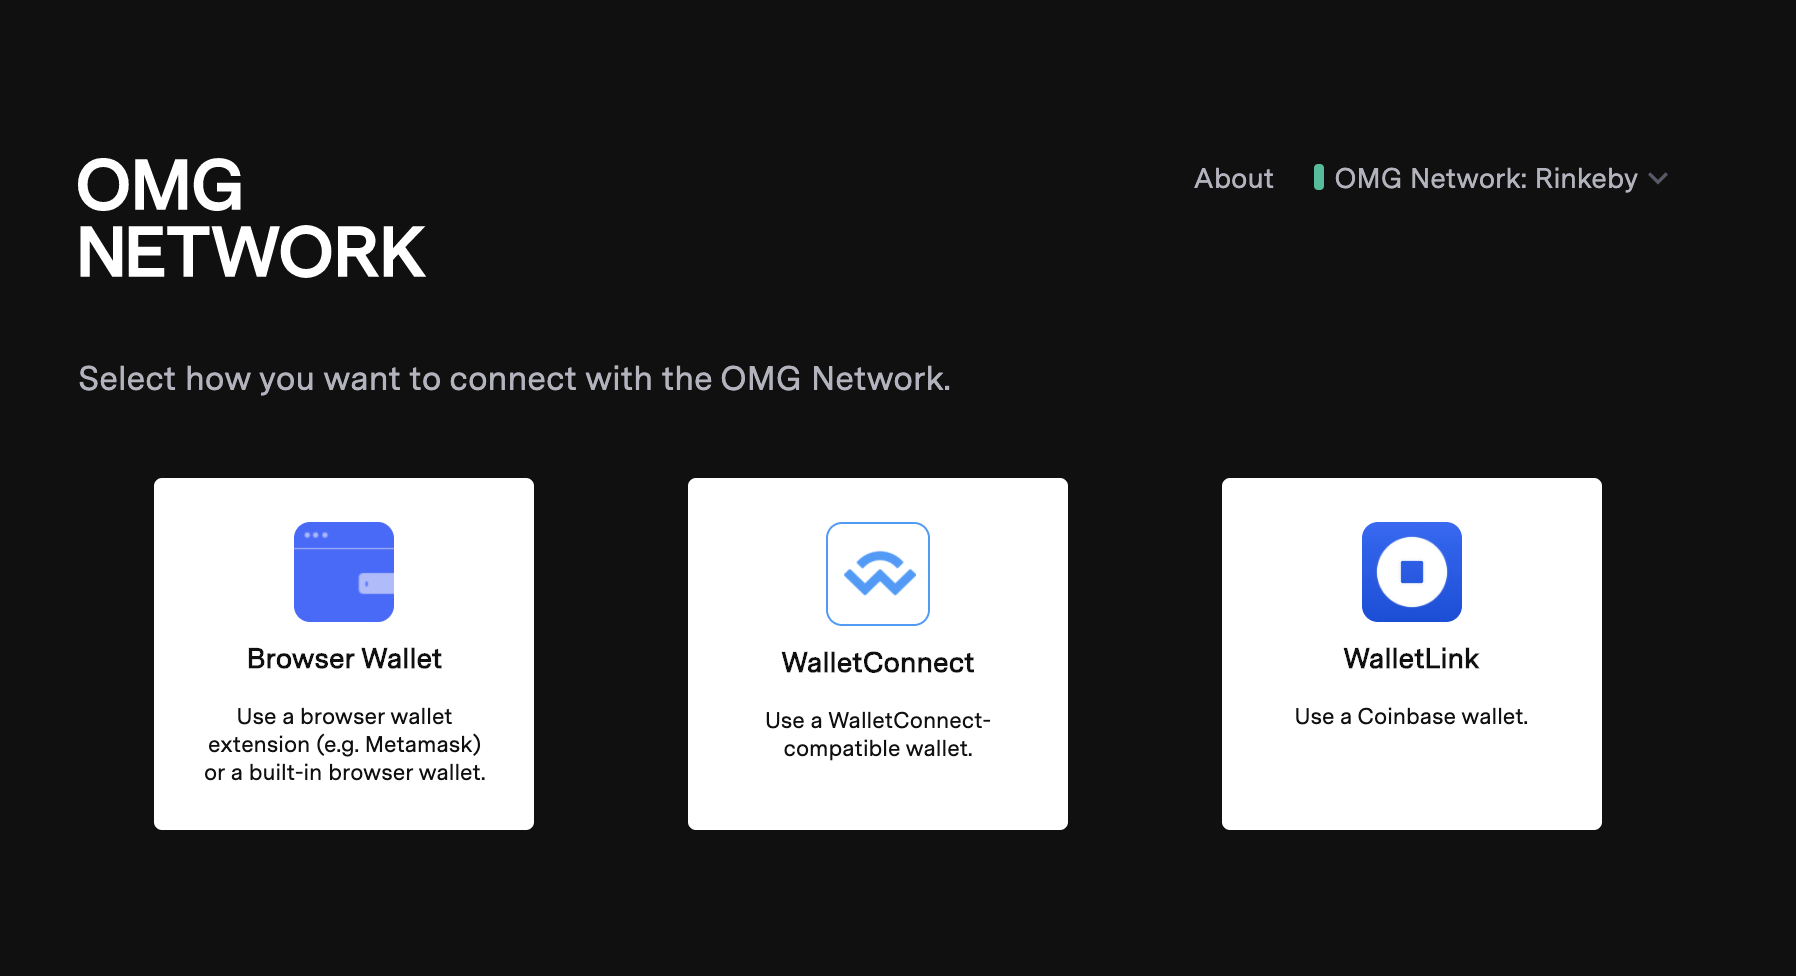 OMG
NETWORK
About
OMG Network: Rinkeby
Select how you want to connect with the OMG Network.
Browser Wallet
Use a browser wallet
extension (e.g. Metamask)
or a built-in browser wallet.
WalletConnect
Use a WalletConnect-
compatible wallet.
WalletLink
Use a Coinbase wallet.